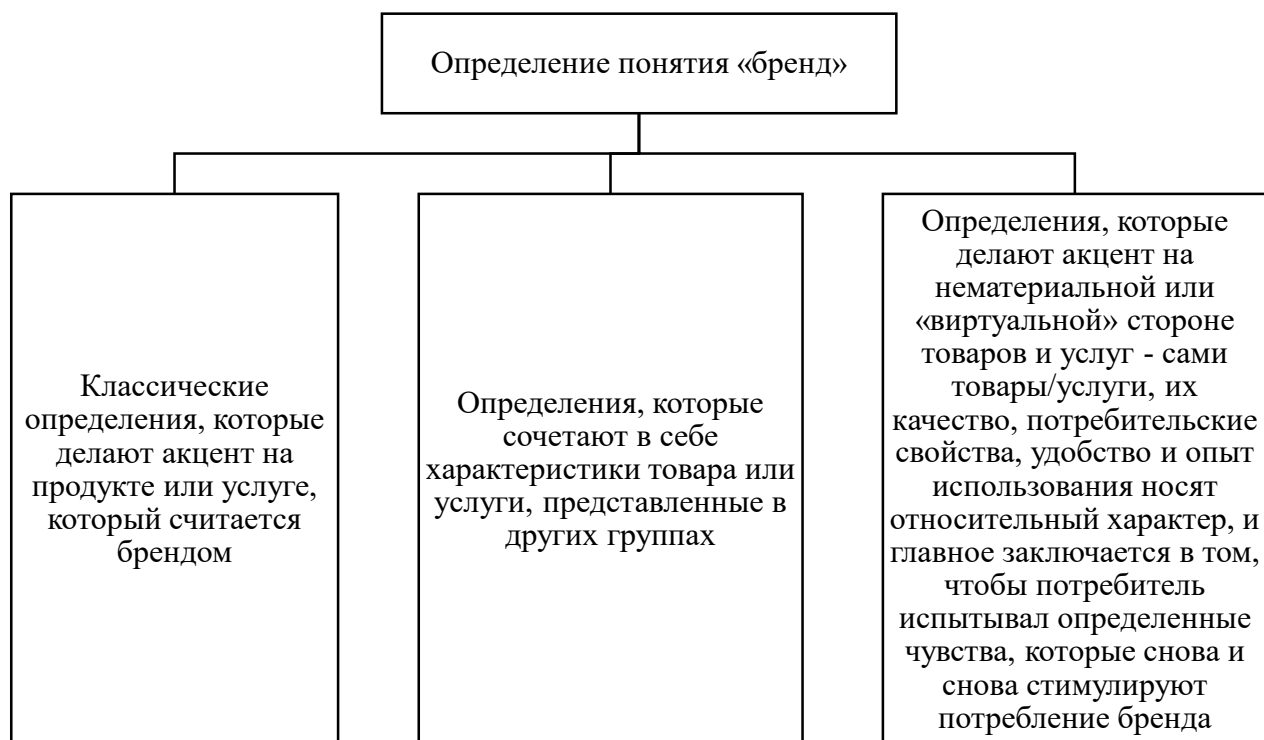 Определение понятия «бренд»
Классические
определения, которые
делают акцент на
продукте или услуге,
который считается
брендом
Определения, которые
сочетают в себе
характеристики товара или
услуги, представленные в
других группах
Определения, которые
делают акцент на
нематериальной или
«виртуальной» стороне
товаров и услуг - сами
товары/услуги, их
качество, потребительские
свойства, удобство и опыт
использования носят
относительный характер, и
главное заключается в том,
чтобы потребитель
испытывал определенные
чувства, которые снова и
снова стимулируют
потребление бренда